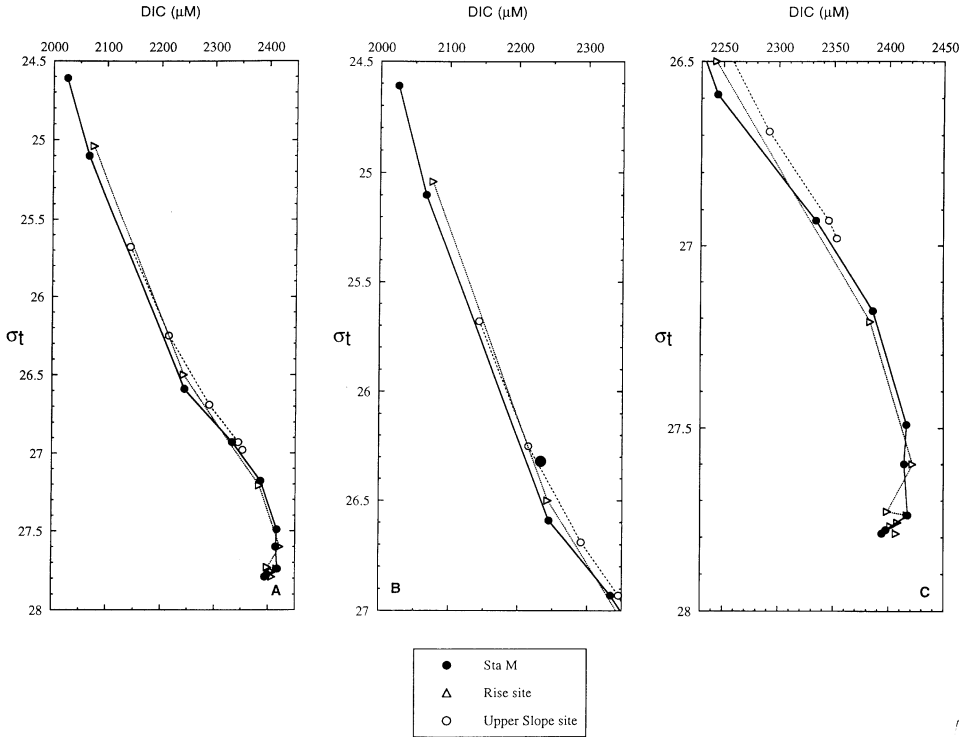 DIC (μM)
2000 2100 2200 2300 2400
24.5
25
25.5
26
26.5
27
27.5
28
σt
A
DIC (μM)
2000 2100 2200 2300
24.5
25
25.5
26
26.5
27
σt
B
DIC (μM)
2250 2300 2350 2400 2450
26.5
27
27.5
28
σt
C
Sta M
Rise site
Upper Slope site